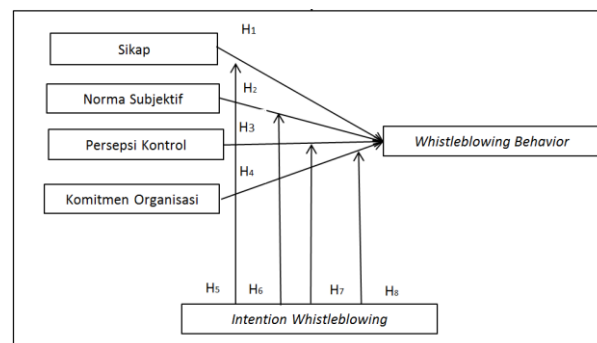 H1
Sikap
H2
Norma Subjektif
H3
Persepsi Kontrol
Whistleblowing Behavior
H4
Komitmen Organisasi
H5 H6 H7 H8
Intention Whistleblowing